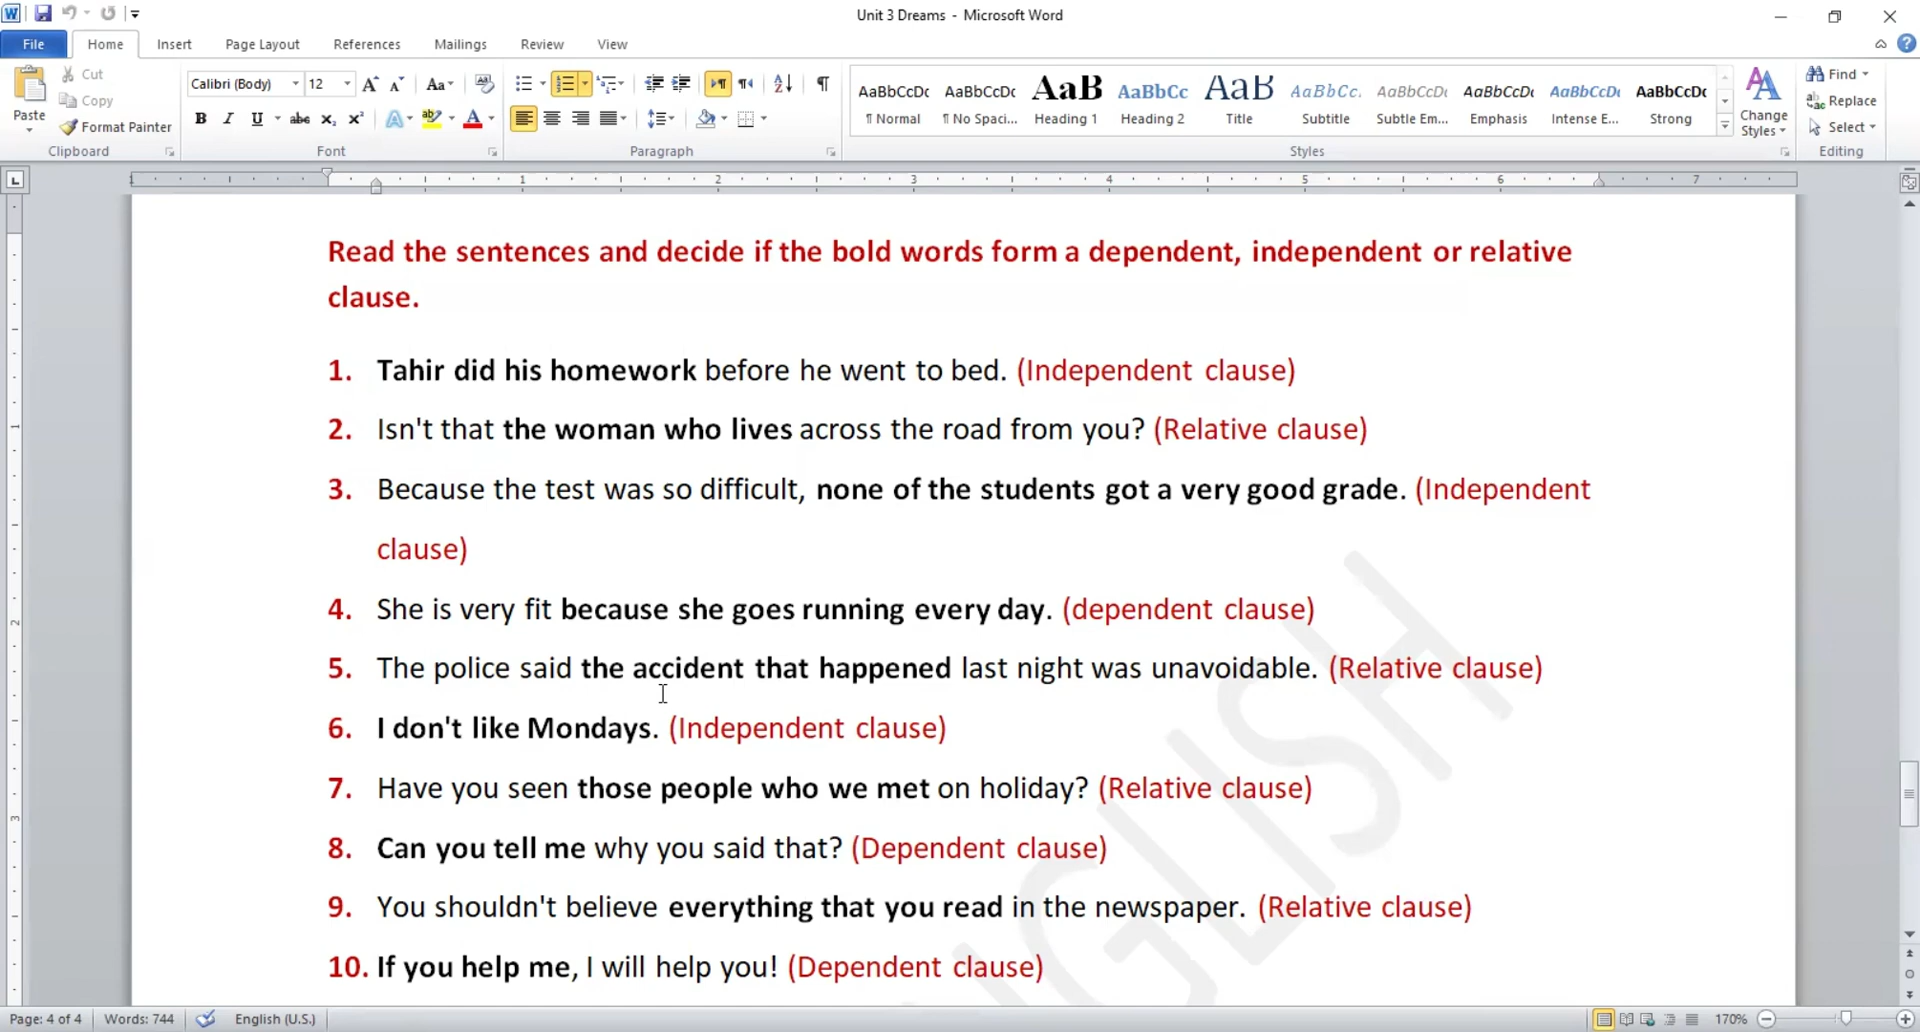 Unit 3 Dreams - Microsoft Word
File Home Insert Page Layout References Mailings Review View
Paste
Cut
Copy
Format Painter
Clipboard
Calibri (Body) 12
Font
Paragraph
AaBbCcDc AaBbCcDc AaB AaBbCc AaB AaBbCc. AaBbCcDc AaBbCcDc AaBbCcDc AaBbCcDc
¶ Normal ¶ No Spaci... Heading 1 Heading 2 Title Subtitle Subtle Em... Emphasis Intense E... Strong
Styles
Change Styles
Find
Replace
Select
Editing
1 1 2 3 4 5 6 7
Read the sentences and decide if the bold words form a dependent, independent or relative
clause.
1. Tahir did his homework before he went to bed. (Independent clause)
2. Isn't that the woman who lives across the road from you? (Relative clause)
3. Because the test was so difficult, none of the students got a very good grade. (Independent
clause)
4. She is very fit because she goes running every day. (dependent clause)
5. The police said the accident that happened last night was unavoidable. (Relative clause)
6. I don't like Mondays. (Independent clause)
7. Have you seen those people who we met on holiday? (Relative clause)
8. Can you tell me why you said that? (Dependent clause)
9. You shouldn't believe everything that you read in the newspaper. (Relative clause)
10. If you help me, I will help you! (Dependent clause)
Page: 4 of 4 Words: 744 English (U.S.) 170%